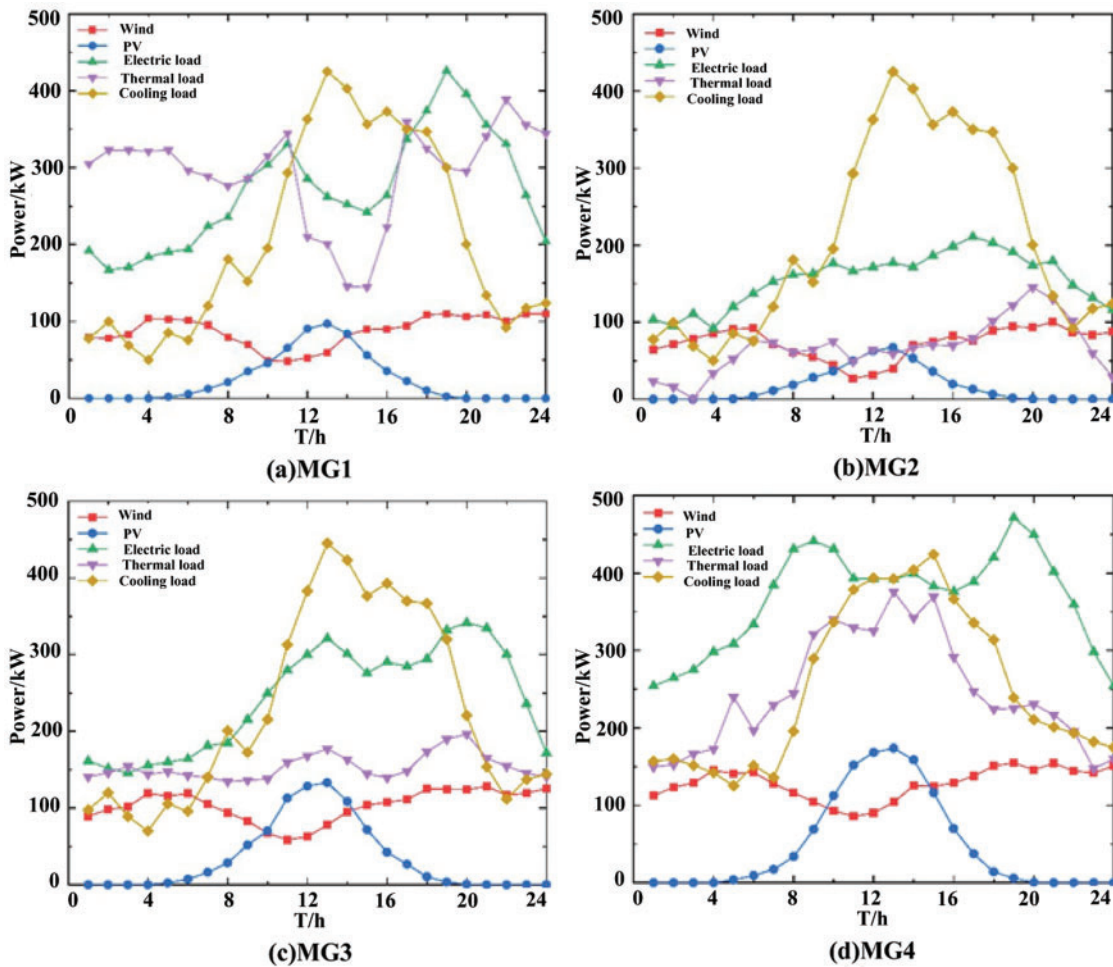 500
400
300
200
100
0
Power/kW
Wind
PV
Electric load
Thermal load
Cooling load
0 4 8 12 16 20 24
T/h
(a)MG1
500
400
300
200
100
0
Power/kW
Wind
PV
Electric load
Thermal load
Cooling load
0 4 8 12 16 20 24
T/h
(b)MG2
500
400
300
200
100
0
Power/kW
Wind
PV
Electric load
Thermal load
Cooling load
0 4 8 12 16 20 24
T/h
(c)MG3
500
400
300
200
100
0
Power/kW
Wind
PV
Electric load
Thermal load
Cooling load
0 4 8 12 16 20 24
T/h
(d)MG4